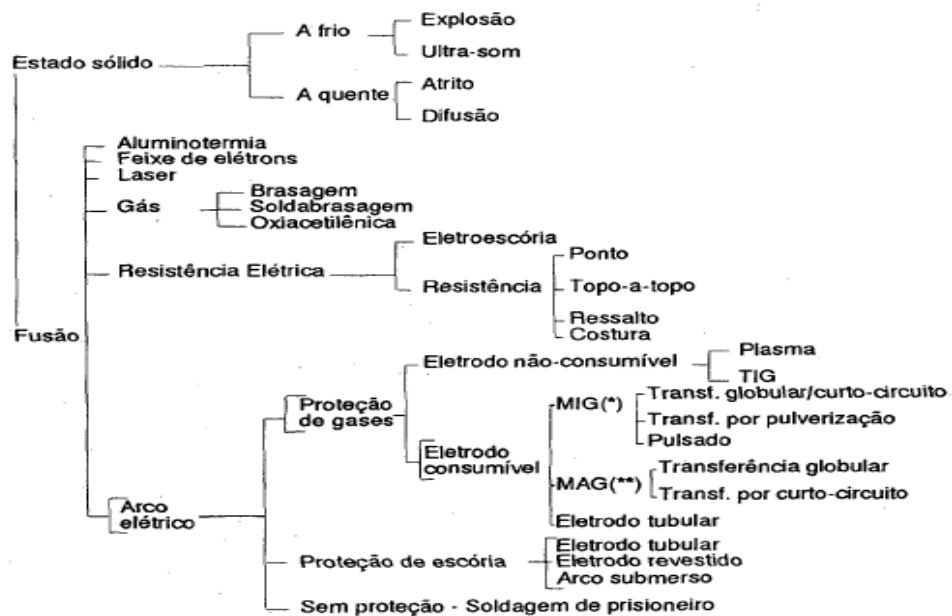 Explosão
A frio
Ultra-som
Estado sólido
Atrito
A quente
Difusão
Aluminotermia
Feixe de elétrons
Laser
Brasagem
Gás
Soldabrasagem
Oxiacetilênica
Eletroescória
Ponto
Resistência Elétrica
Resistência
Topo-a-topo
Ressalto
Fusão
Costura
Plasma
Eletrodo não-consumível
TIG
Transf. globular/curto-circuito
Proteção
de gases
MIG(*)
Transf. por pulverização
Pulsado
Eletrodo
consumível
Transferência globular
MAG(**)
Transf. por curto-circuito
Arco
elétrico
Eletrodo tubular
Eletrodo tubular
Proteção de escória
Eletrodo revestido
Arco submerso
Sem proteção - Soldagem de prisioneiro